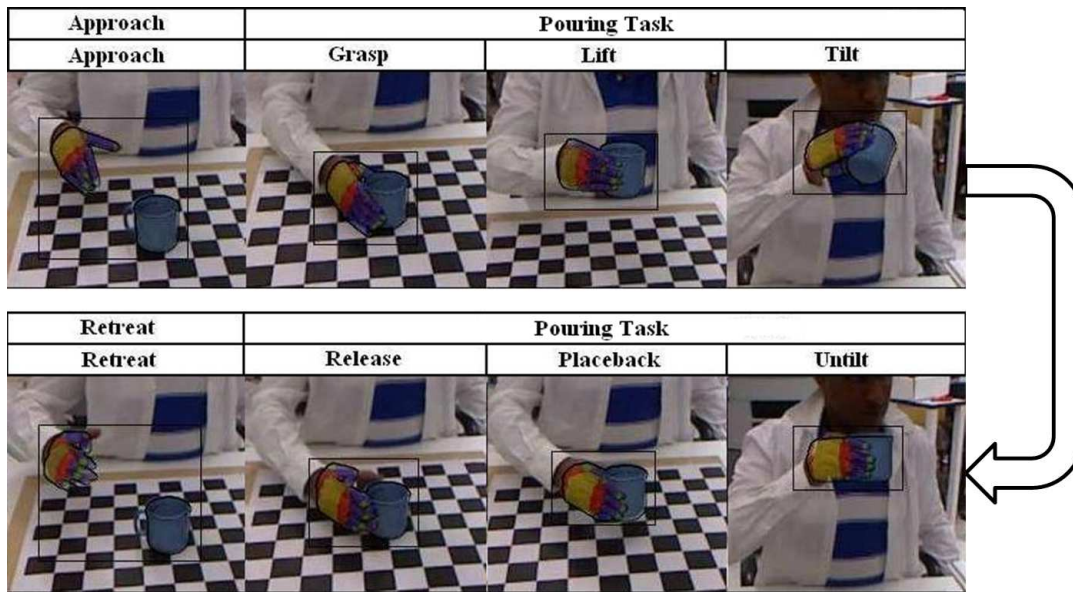 Approach Pouring Task
Approach Grasp Lift Tilt
Retreat Pouring Task
Retreat Release Placeback Untilt